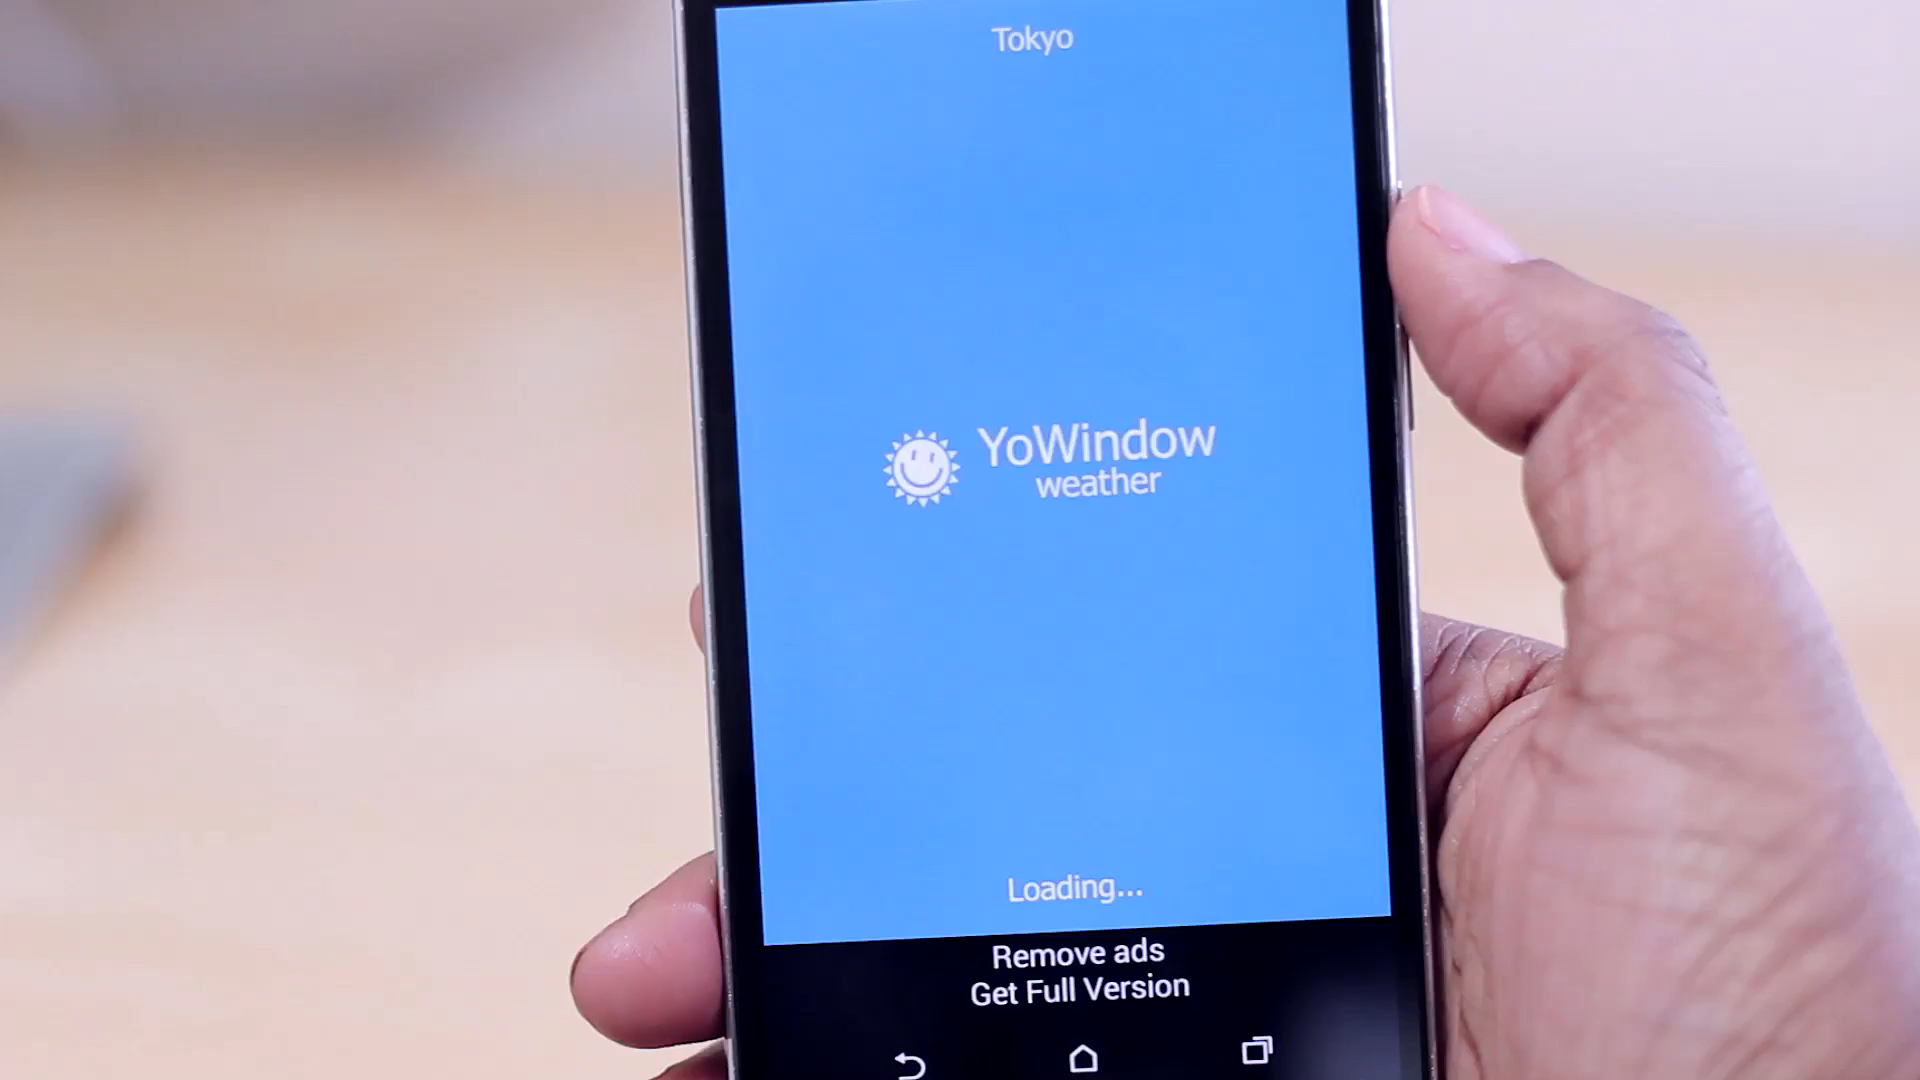 Tokyo
YoWindow
weather
Loading...
Remove ads
Get Full Version